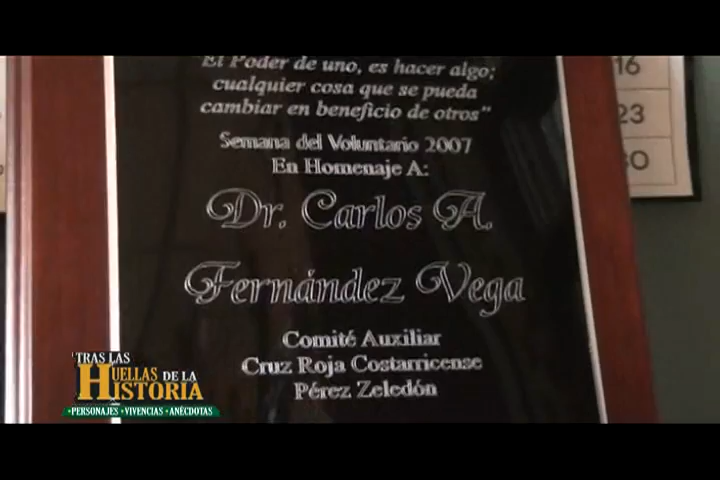 "El Poder de uno, es hacer algo;
cualquier cosa que se pueda
cambiar en beneficio de otros"
Semana del Voluntario 2007
En Homenaje A:
Dr. Carlos A.
Fernández Vega
Comité Auxiliar
Cruz Roja Costarricense
Pérez Zeledón
16
23
30
TRAS LAS
HUELLAS DE LA
HISTORIA
• PERSONAJES • VIVENCIAS • ANÉCDOTAS